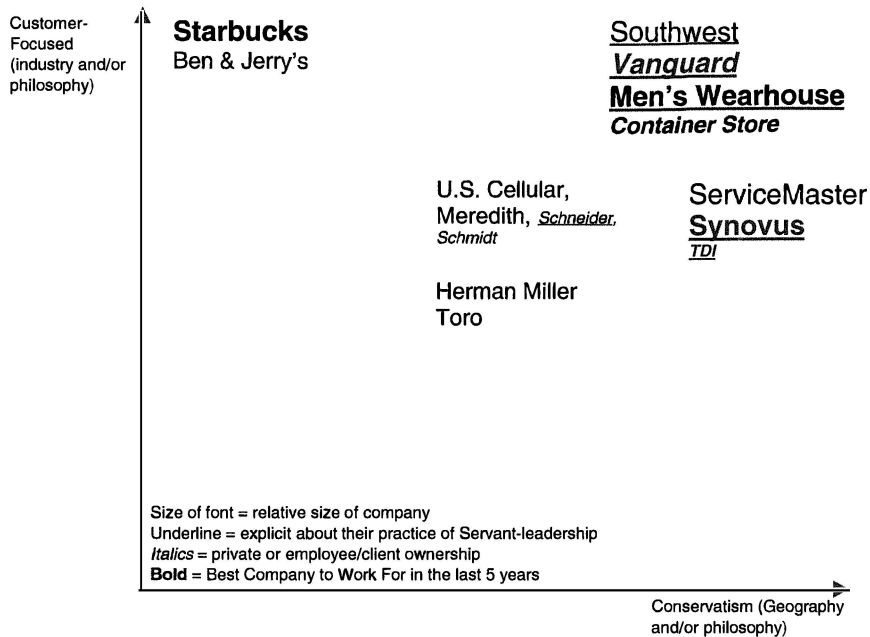 Customer-
Focused
(industry and/or
philosophy)
Starbucks
Ben & Jerry's
Southwest
Vanguard
Men's Wearhouse
Container Store
U.S. Cellular,
Meredith, Schneider,
Schmidt
ServiceMaster
Synovus
TDI
Herman Miller
Toro
Size of font = relative size of company
Underline = explicit about their practice of Servant-leadership
Italics = private or employee/client ownership
Bold = Best Company to Work For in the last 5 years
Conservatism (Geography
and/or philosophy)